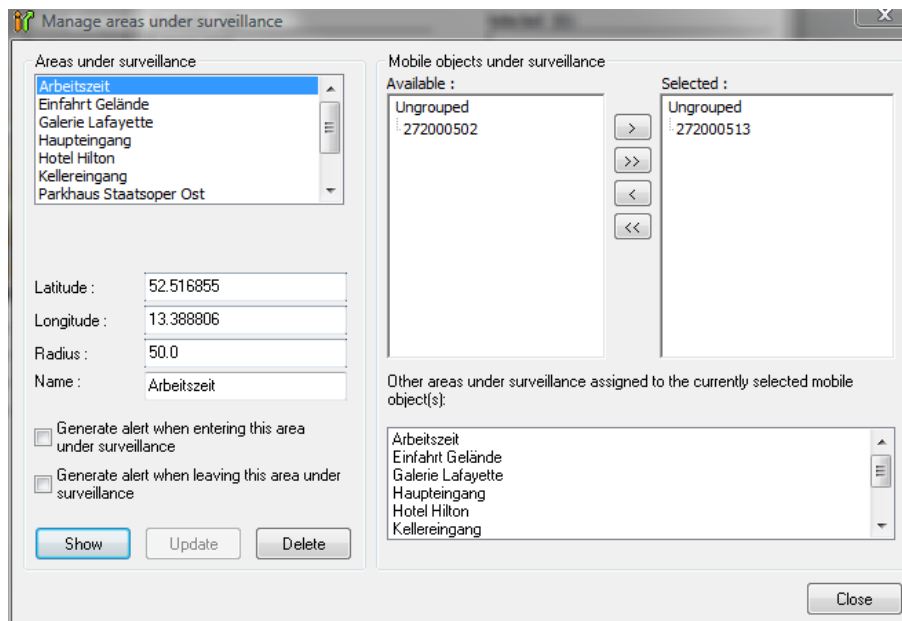 Manage areas under surveillance
Areas under surveillance
Arbeitszeit
Einfahrt Gelände
Galerie Lafayette
Haupteingang
Hotel Hilton
Kellereingang
Parkhaus Staatsoper Ost
Latitude :
52.516855
Longitude :
13.388806
Radius :
50.0
Name :
Arbeitszeit
Generate alert when entering this area
under surveillance
Generate alert when leaving this area under
surveillance
Show
Update
Delete
Mobile objects under surveillance
Available :
Ungrouped
272000502
>
>>
<
<<
Selected :
Ungrouped
272000513
Other areas under surveillance assigned to the currently selected mobile
object(s):
Arbeitszeit
Einfahrt Gelände
Galerie Lafayette
Haupteingang
Hotel Hilton
Kellereingang
Close